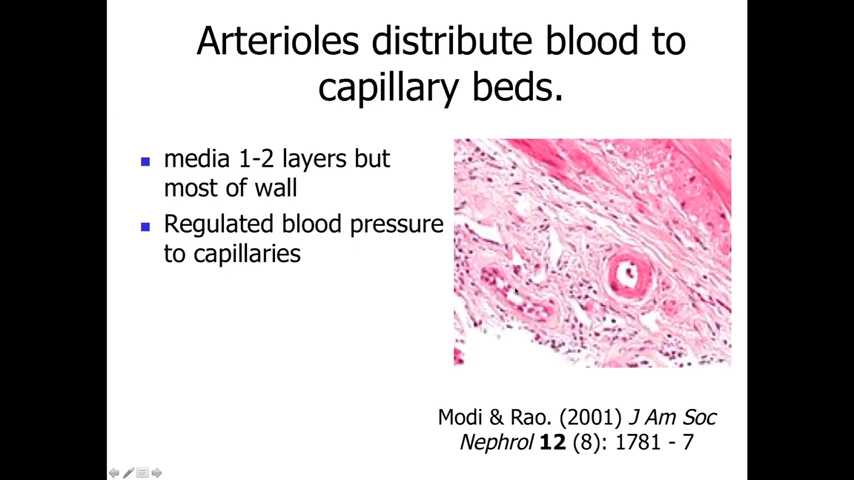 Arterioles distribute blood to
capillary beds.
media 1-2 layers but
most of wall
Regulated blood pressure
to capillaries
Modi & Rao. (2001) J Am Soc
Nephrol 12 (8): 1781 - 7